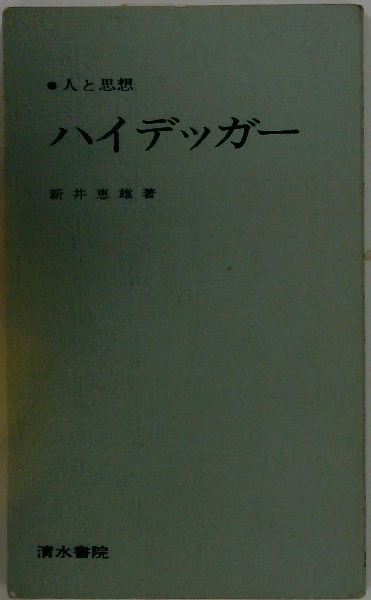 ●人と思想
ハイデッガー
新井恵雄著
清水書院